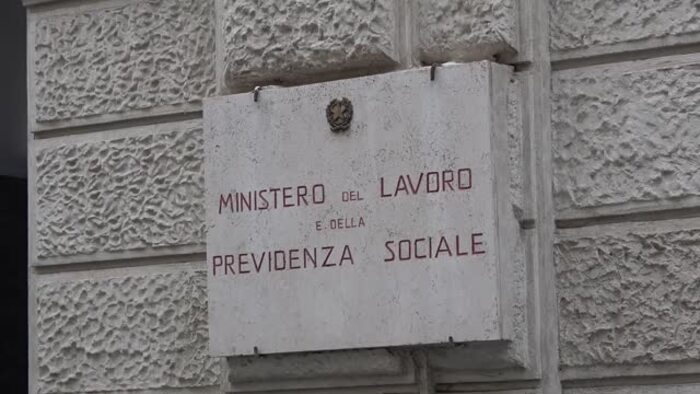 MINISTERO DEL LAVORO
E DELLA
PREVIDENZA SOCIALE